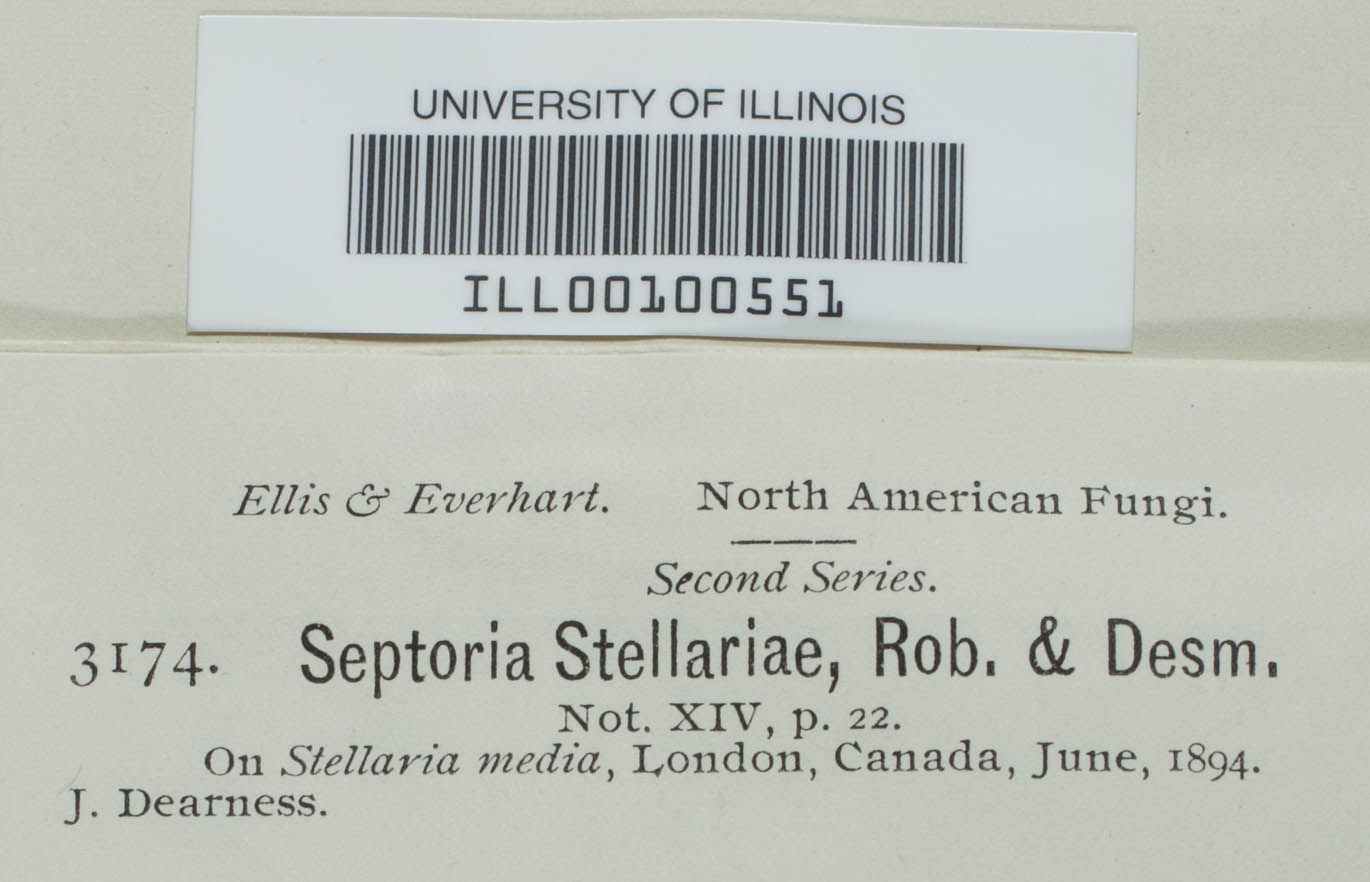 UNIVERSITY OF ILLINOIS
ILL00100551
Ellis & Everhart. North American Fungi.
Second Series.
3174. Septoria Stellariae, Rob. & Desm.
Not. XIV, p. 22.
On Stellaria media, London, Canada, June, 1894.
J. Dearness.